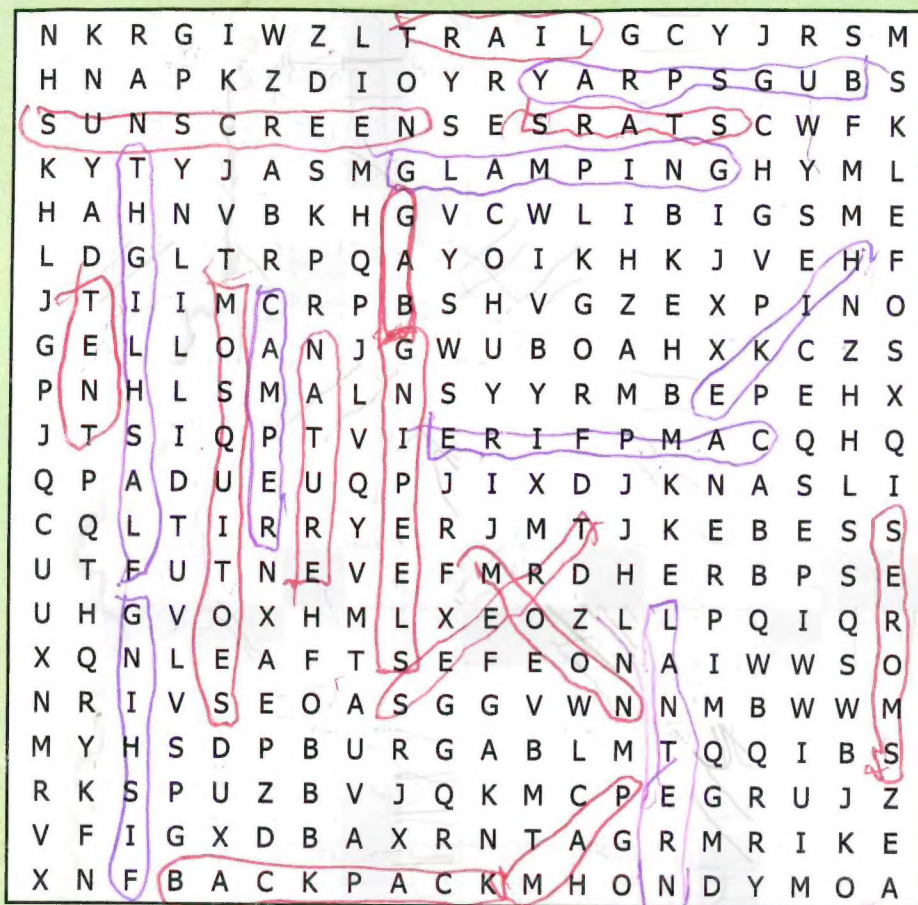 N K R G I W Z L T R A I L G C Y J R S M
H N A P K Z D I O Y R Y A R P S G U B S
S U N S C R E E N S E S R A T S C W F K
K Y T Y J A S M G L A M P I N G H Y M L
H A H N V B K H G V C W L I B I G S M E
L D G L T R P Q A Y O I K H K J V E H F
J T I I M C R P B S H V G Z E X P I N O
G E L L O A N J G W U B O A H X K C Z S
P N H L S M A L N S Y Y R M B E P E H X
J T S I Q P T V I E R I F P M A C Q H Q
Q P A D U E U Q P J I X D J K N A S L I
C Q L T I R R Y E R J M T J K E B E S S
U T F U T N E V E F M R D H E R B P S E
U H G V O X H M L X E O Z L L P Q I Q R
X Q N L E A F T S E F E O N A I W W S O
N R I V S E O A S G G V W N N M B W W M
M Y H S D P B U R G A B L M T Q Q I B S
R K S P U Z B V J Q K M C P E G R U J Z
V F I G X D B A X R N T A G R M R I K E
X N F B A C K P A C K M H O N D Y M O A